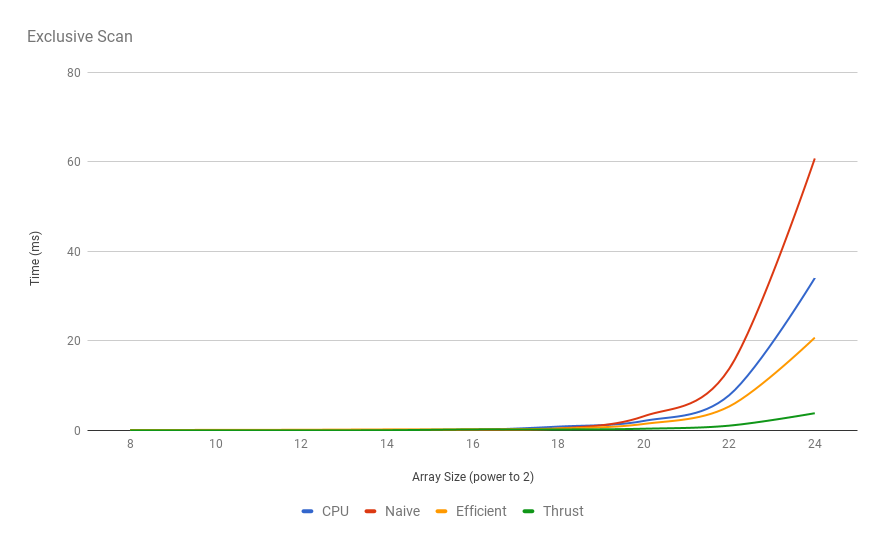 Exclusive Scan
80
60
40
20
0
Time (ms)
8 10 12 14 16 18 20 22 24
Array Size (power to 2)
CPU Naive Efficient Thrust